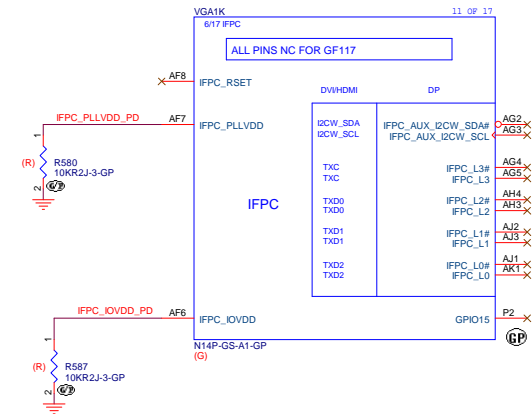 VGA1K
11 OF 17
6/17 IFPC
ALL PINS NC FOR GF117
AF8
IFPC_RSET
DVI/HDMI
DP
IFPC_PLLVDD_PD
AF7
IFPC_PLLVDD
I2CW_SDA
I2CW_SCL
IFPC_AUX_I2CW_SDA#
IFPC_AUX_I2CW_SCL
AG2
AG3
1
(R)
R580
10KR2J-3-GP
2
G/P
TXC
TXC
IFPC_L3#
IFPC_L3
AG4
AG5
IFPC
TXD0
TXD0
IFPC_L2#
IFPC_L2
AH4
AH3
TXD1
TXD1
IFPC_L1#
IFPC_L1
AJ2
AJ3
TXD2
TXD2
IFPC_L0#
IFPC_L0
AJ1
AK1
IFPC_IOVDD_PD
AF6
IFPC_IOVDD
GPIO15
P2
GP
N14P-GS-A1-GP
(G)
1
(R)
R587
10KR2J-3-GP
2
G/P